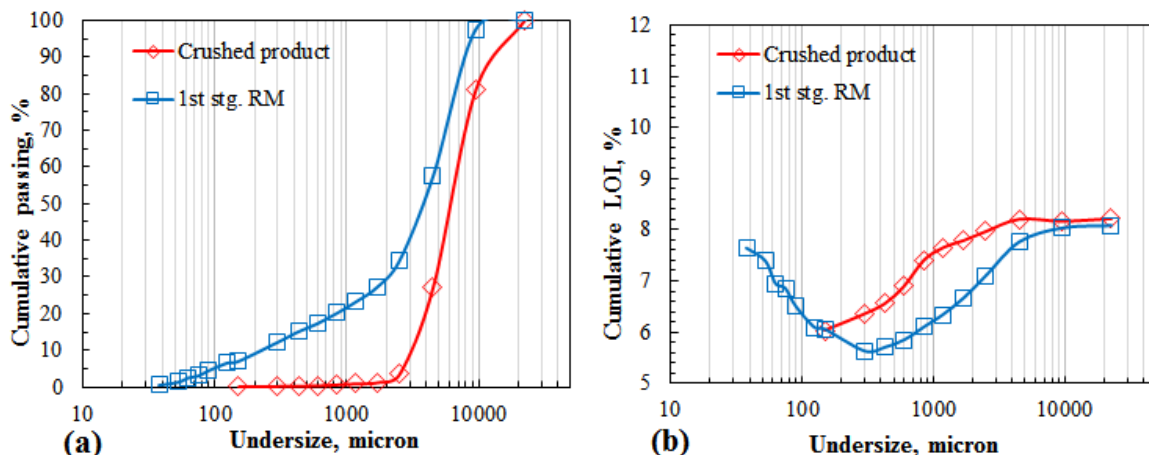 Cumulative passing, %
100
90
80
70
60
50
40
30
20
10
0
Crushed product
1st stg. RM
10
100
1000
10000
Undersize, micron
(a)
Cumulative LOI, %
12
11
10
9
8
7
6
5
Crushed product
1st stg. RM
10
100
1000
10000
Undersize, micron
(b)